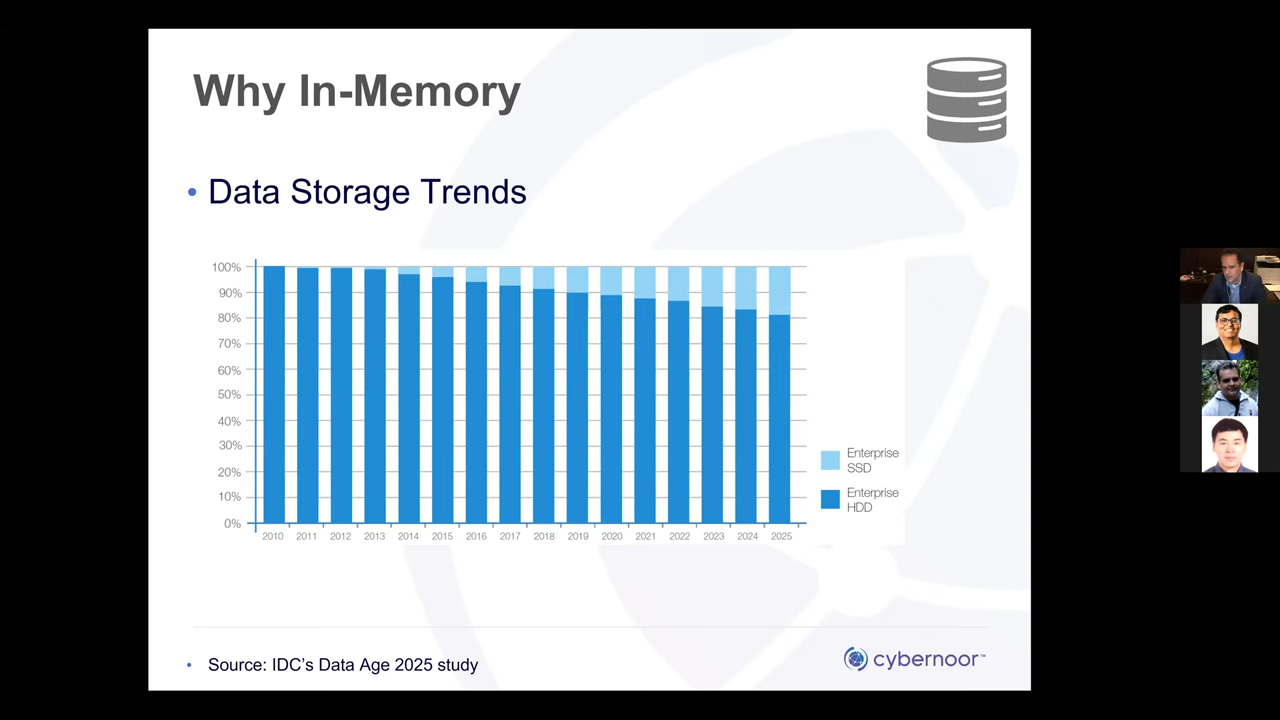 Why In-Memory
• Data Storage Trends
100%
90%
80%
70%
60%
50%
40%
30%
20%
10%
0%
2010 2011 2012 2013 2014 2015 2016 2017 2018 2019 2020 2021 2022 2023 2024 2025
Enterprise
SSD
Enterprise
HDD
• Source: IDC's Data Age 2025 study
cybernoor™